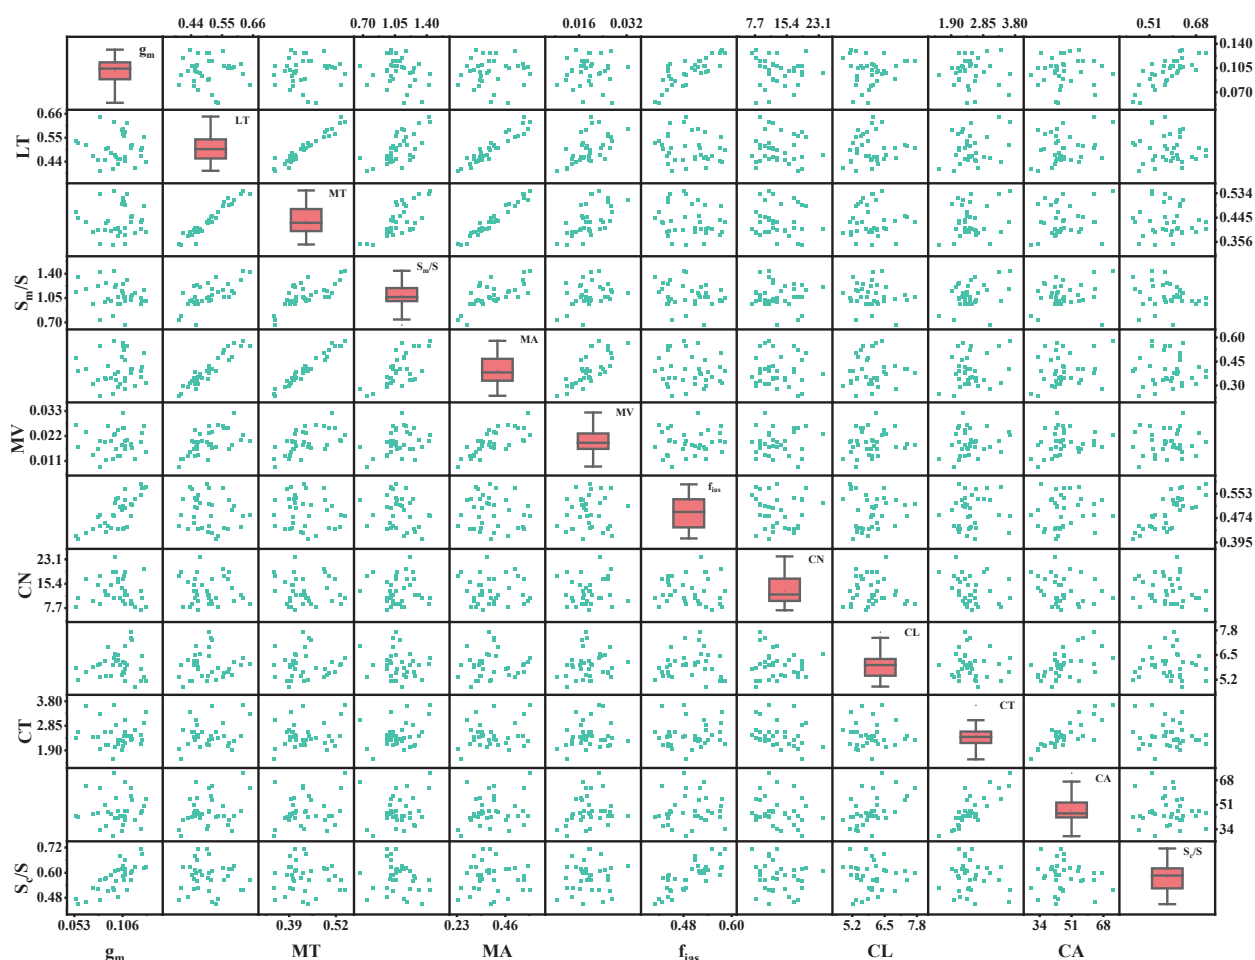 0.44 0.55 0.66 0.70 1.05 1.40 0.016 0.032 7.7 15.4 23.1 1.90 2.85 3.80 0.51 0.68
gₘ
0.140
0.105
0.070
LT
0.66
0.55
0.44
LT
MT
0.534
0.445
0.356
Sₘ/S
1.40
1.05
0.70
Sₘ/S
MA
0.60
0.45
0.30
MV
0.033
0.022
0.011
MV
fᵢₐₛ
0.553
0.474
0.395
CN
23.1
15.4
7.7
CN
CL
7.8
6.5
5.2
CT
3.80
2.85
1.90
CT
CA
68
51
34
S_c/S
0.72
0.60
0.48
S_c/S
0.053 0.106 0.39 0.52 0.23 0.46 0.48 0.60 5.2 6.5 7.8 34 51 68
gₘ MT MA fᵢₐₛ CL CA